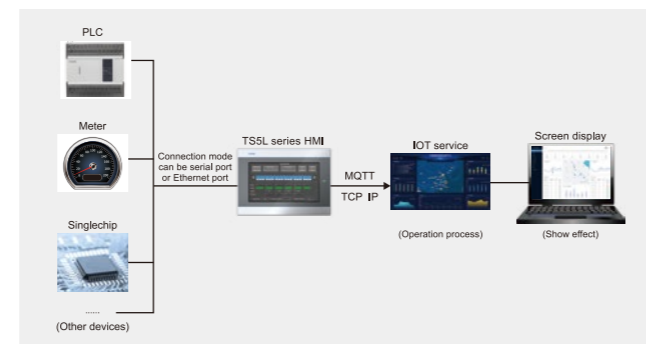 PLC
Meter
Singlechip
......
(Other devices)
Connection mode
can be serial port
or Ethernet port
TS5L series HMI
MQTT
TCP IP
IOT service
(Operation process)
Screen display
(Show effect)